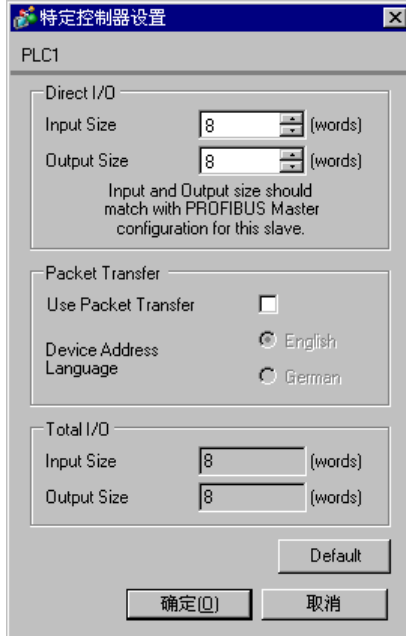 特定控制器设置
PLC1
Direct I/O
Input Size 8 (words)
Output Size 8 (words)
Input and Output size should
match with PROFIBUS Master
configuration for this slave.
Packet Transfer
Use Packet Transfer
Device Address
Language
English
German
Total I/O
Input Size 8 (words)
Output Size 8 (words)
Default
确定(O) 取消